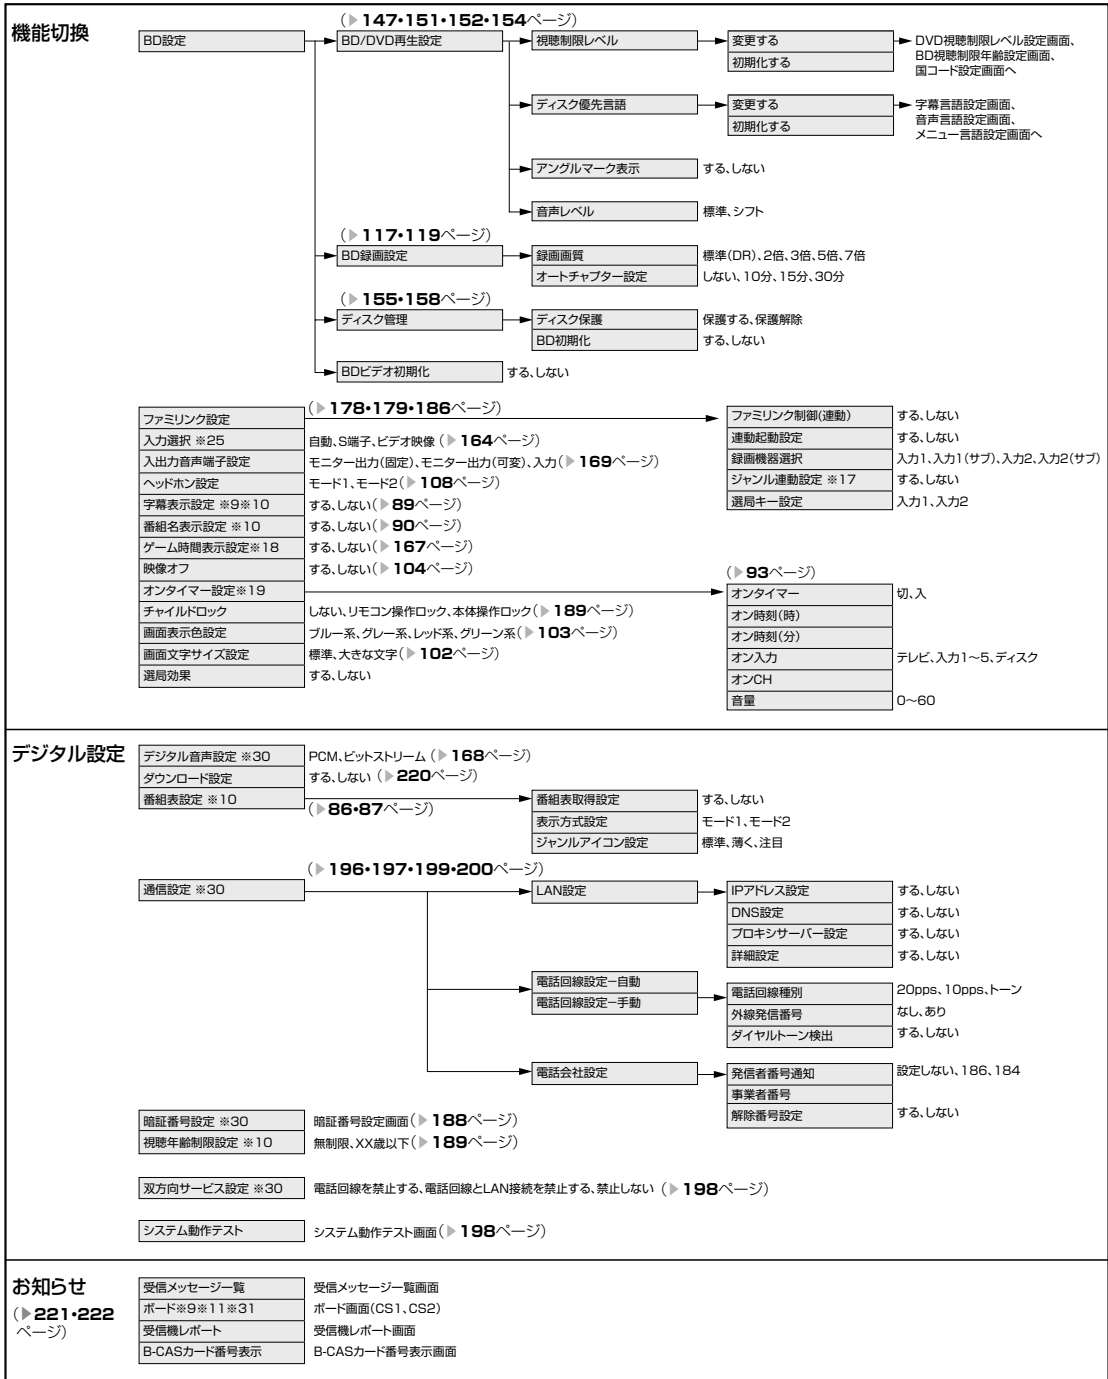 機能切換
(▶147・151・152・154ページ)
BD設定
BD/DVD再生設定
視聴制限レベル
変更する
初期化する
DVD視聴制限レベル設定画面、
BD視聴制限年齢設定画面、
国コード設定画面へ
ディスク優先言語
変更する
初期化する
字幕言語設定画面、
音声言語設定画面、
メニュー言語設定画面へ
アングルマーク表示 する、しない
音声レベル 標準、シフト
(▶117・119ページ)
BD録画設定
録画画質 標準(DR)、2倍、3倍、5倍、7倍
オートチャプター設定 しない、10分、15分、30分
(▶155・158ページ)
ディスク管理
ディスク保護 保護する、保護解除
BD初期化 する、しない
BDビデオ初期化 する、しない
ファミリンク設定 (▶178・179・186ページ)
ファミリンク制御(連動) する、しない
連動起動設定 する、しない
録画機器選択 入力1、入力1(サブ)、入力2、入力2(サブ)
ジャンル連動設定 ※17 する、しない
選局キー設定 入力1、入力2
入力選択 ※25 自動、S端子、ビデオ映像 (▶164ページ)
入出力音声端子設定 モニター出力(固定)、モニター出力(可変)、入力(▶169ページ)
ヘッドホン設定 モード1、モード2(▶108ページ)
字幕表示設定 ※9※10 する、しない(▶89ページ)
番組名表示設定 ※10 する、しない(▶90ページ)
ゲーム時間表示設定※18 する、しない(▶167ページ)
映像オフ する、しない(▶104ページ)
オンタイマー設定※19
(▶93ページ)
オンタイマー 切、入
オン時刻(時)
オン時刻(分)
オン入力 テレビ、入力1～5、ディスク
オンCH
音量 0～60
チャイルドロック しない、リモコン操作ロック、本体操作ロック(▶189ページ)
画面表示色設定 ブルー系、グレー系、レッド系、グリーン系(▶103ページ)
画面文字サイズ設定 標準、大きな文字(▶102ページ)
選局効果 する、しない
デジタル設定
デジタル音声設定 ※30 PCM、ビットストリーム (▶168ページ)
ダウンロード設定 する、しない (▶220ページ)
番組表設定 ※10
(▶86・87ページ)
番組表取得設定 する、しない
表示方式設定 モード1、モード2
ジャンルアイコン設定 標準、薄く、注目
(▶196・197・199・200ページ)
通信設定 ※30
LAN設定
IPアドレス設定 する、しない
DNS設定 する、しない
プロキシサーバー設定 する、しない
詳細設定 する、しない
電話回線設定－自動
電話回線設定－手動
電話回線種別 20pps、10pps、トーン
外線発信番号 なし、あり
ダイヤルトーン検出 する、しない
電話会社設定
発信者番号通知 設定しない、186、184
事業者番号
解除番号設定 する、しない
暗証番号設定 ※30 暗証番号設定画面(▶188ページ)
視聴年齢制限設定 ※10 無制限、XX歳以下(▶189ページ)
双方向サービス設定 ※30 電話回線を禁止する、電話回線とLAN接続を禁止する、禁止しない (▶198ページ)
システム動作テスト システム動作テスト画面(▶198ページ)
お知らせ
(▶221・222
ページ)
受信メッセージ一覧 受信メッセージ一覧画面
ボード※9※11※31 ボード画面(CS1、CS2)
受信機レポート 受信機レポート画面
B-CASカード番号表示 B-CASカード番号表示画面